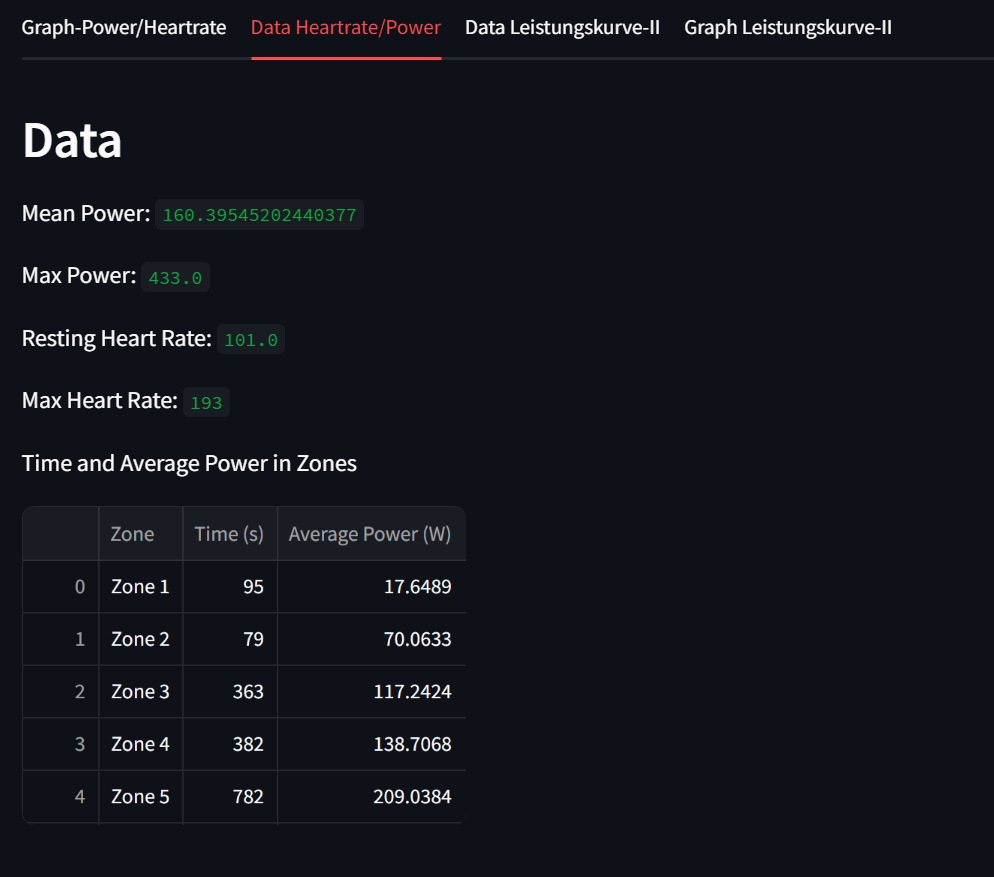 Graph-Power/Heartrate Data Heartrate/Power Data Leistungskurve-II Graph Leistungskurve-II
Data
Mean Power: 160.39545202440377
Max Power: 433.0
Resting Heart Rate: 101.0
Max Heart Rate: 193
Time and Average Power in Zones
Zone Time (s) Average Power (W)
0 Zone 1 95 17.6489
1 Zone 2 79 70.0633
2 Zone 3 363 117.2424
3 Zone 4 382 138.7068
4 Zone 5 782 209.0384